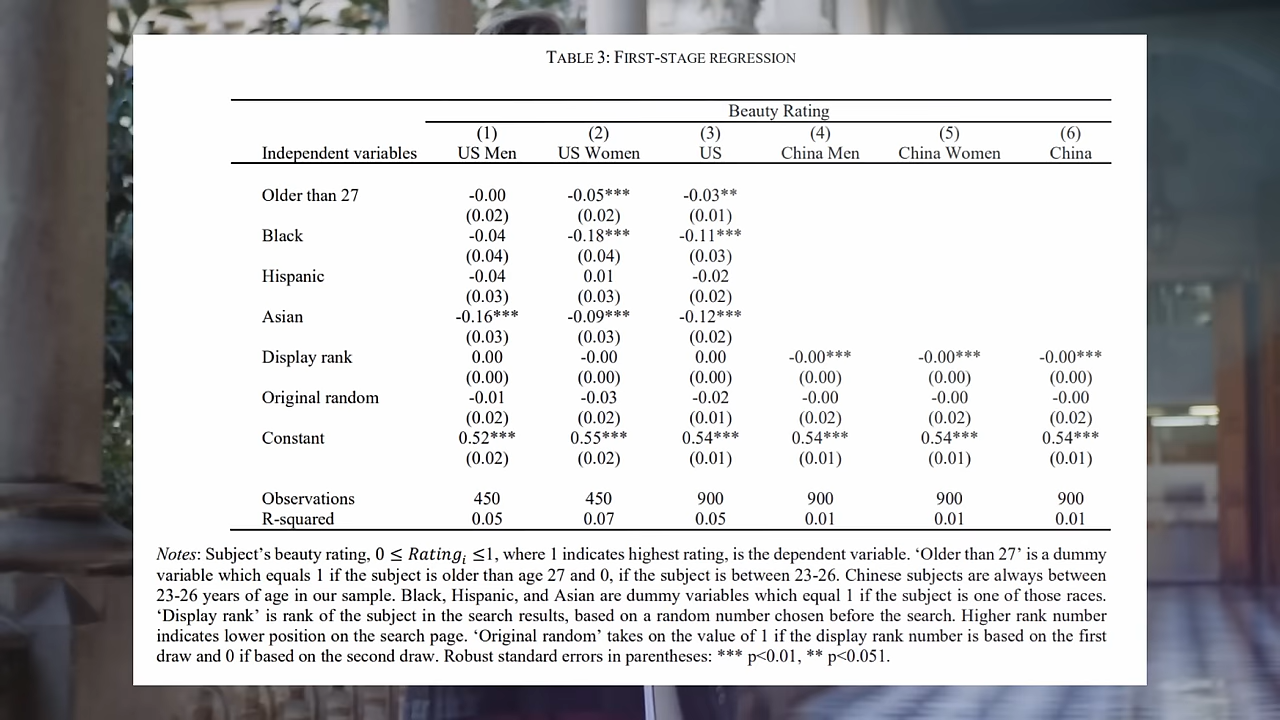 TABLE 3: FIRST-STAGE REGRESSION
Beauty Rating
(1) (2) (3) (4) (5) (6)
Independent variables US Men US Women US China Men China Women China
Older than 27 -0.00 -0.05*** -0.03**
(0.02) (0.02) (0.01)
Black -0.04 -0.18*** -0.11***
(0.04) (0.04) (0.03)
Hispanic -0.04 0.01 -0.02
(0.03) (0.03) (0.02)
Asian -0.16*** -0.09*** -0.12***
(0.03) (0.03) (0.02)
Display rank 0.00 -0.00 0.00 -0.00*** -0.00*** -0.00***
(0.00) (0.00) (0.00) (0.00) (0.00) (0.00)
Original random -0.01 -0.03 -0.02 -0.00 -0.00 -0.00
(0.02) (0.02) (0.01) (0.02) (0.02) (0.02)
Constant 0.52*** 0.55*** 0.54*** 0.54*** 0.54*** 0.54***
(0.02) (0.02) (0.01) (0.01) (0.01) (0.01)
Observations 450 450 900 900 900 900
R-squared 0.05 0.07 0.05 0.01 0.01 0.01
Notes: Subject's beauty rating, 0 ≤ Rating_i ≤1, where 1 indicates highest rating, is the dependent variable. ‘Older than 27’ is a dummy
variable which equals 1 if the subject is older than age 27 and 0, if the subject is between 23-26. Chinese subjects are always between
23-26 years of age in our sample. Black, Hispanic, and Asian are dummy variables which equal 1 if the subject is one of those races.
‘Display rank’ is rank of the subject in the search results, based on a random number chosen before the search. Higher rank number
indicates lower position on the search page. ‘Original random’ takes on the value of 1 if the display rank number is based on the first
draw and 0 if based on the second draw. Robust standard errors in parentheses: *** p<0.01, ** p<0.051.